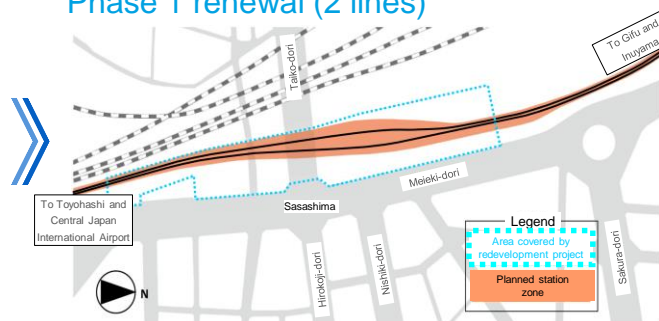 Phase 1 renewal (2 lines)
To Gifu and
Inuyama
Taiko-dori
Meieki-dori
To Toyohashi and
Central Japan
International Airport
Sasashima
Hirokoji-dori
Nishiki-dori
Sakura-dori
Legend
Area covered by
redevelopment project
Planned station
zone
N